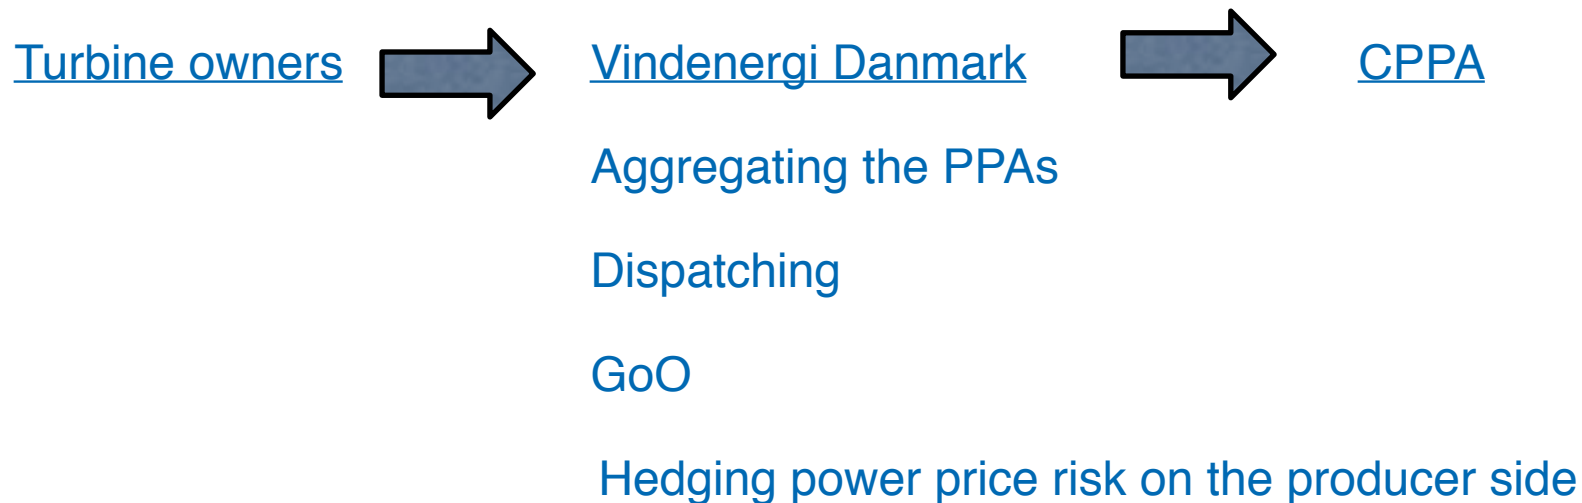 Turbine owners Vindenergi Danmark CPPA
Aggregating the PPAs
Dispatching
GoO
Hedging power price risk on the producer side